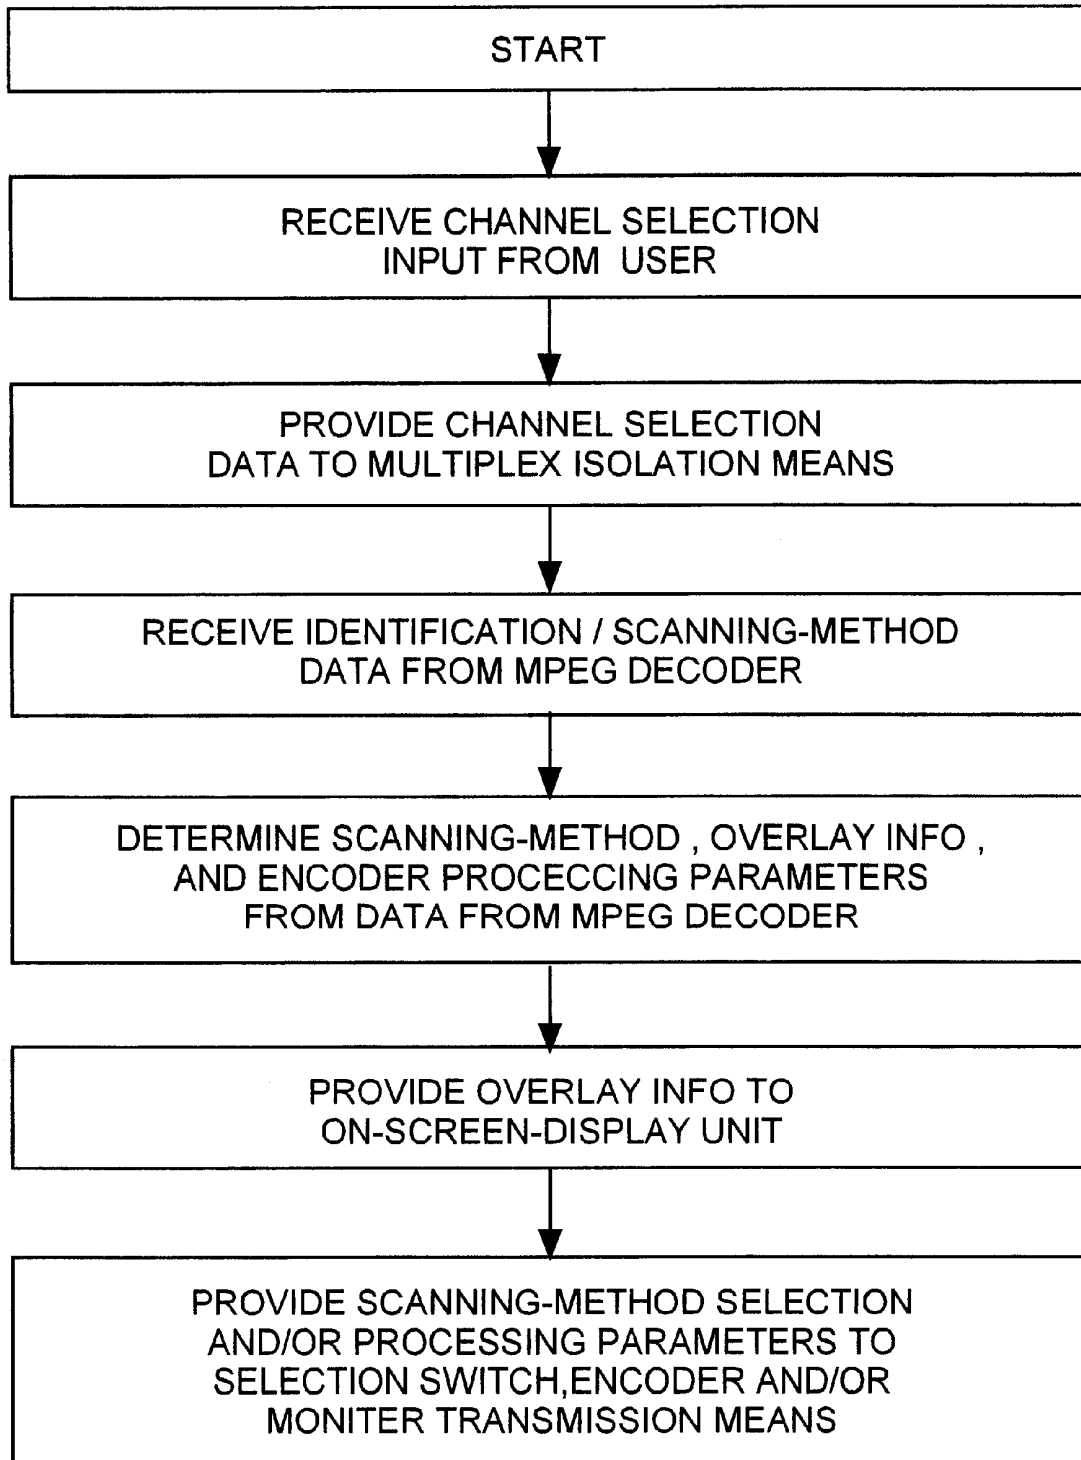 START
RECEIVE CHANNEL SELECTION
INPUT FROM USER
PROVIDE CHANNEL SELECTION
DATA TO MULTIPLEX ISOLATION MEANS
RECEIVE IDENTIFICATION / SCANNING-METHOD
DATA FROM MPEG DECODER
DETERMINE SCANNING-METHOD , OVERLAY INFO ,
AND ENCODER PROCECCING PARAMETERS
FROM DATA FROM MPEG DECODER
PROVIDE OVERLAY INFO TO
ON-SCREEN-DISPLAY UNIT
PROVIDE SCANNING-METHOD SELECTION
AND/OR PROCESSING PARAMETERS TO
SELECTION SWITCH,ENCODER AND/OR
MONITER TRANSMISSION MEANS